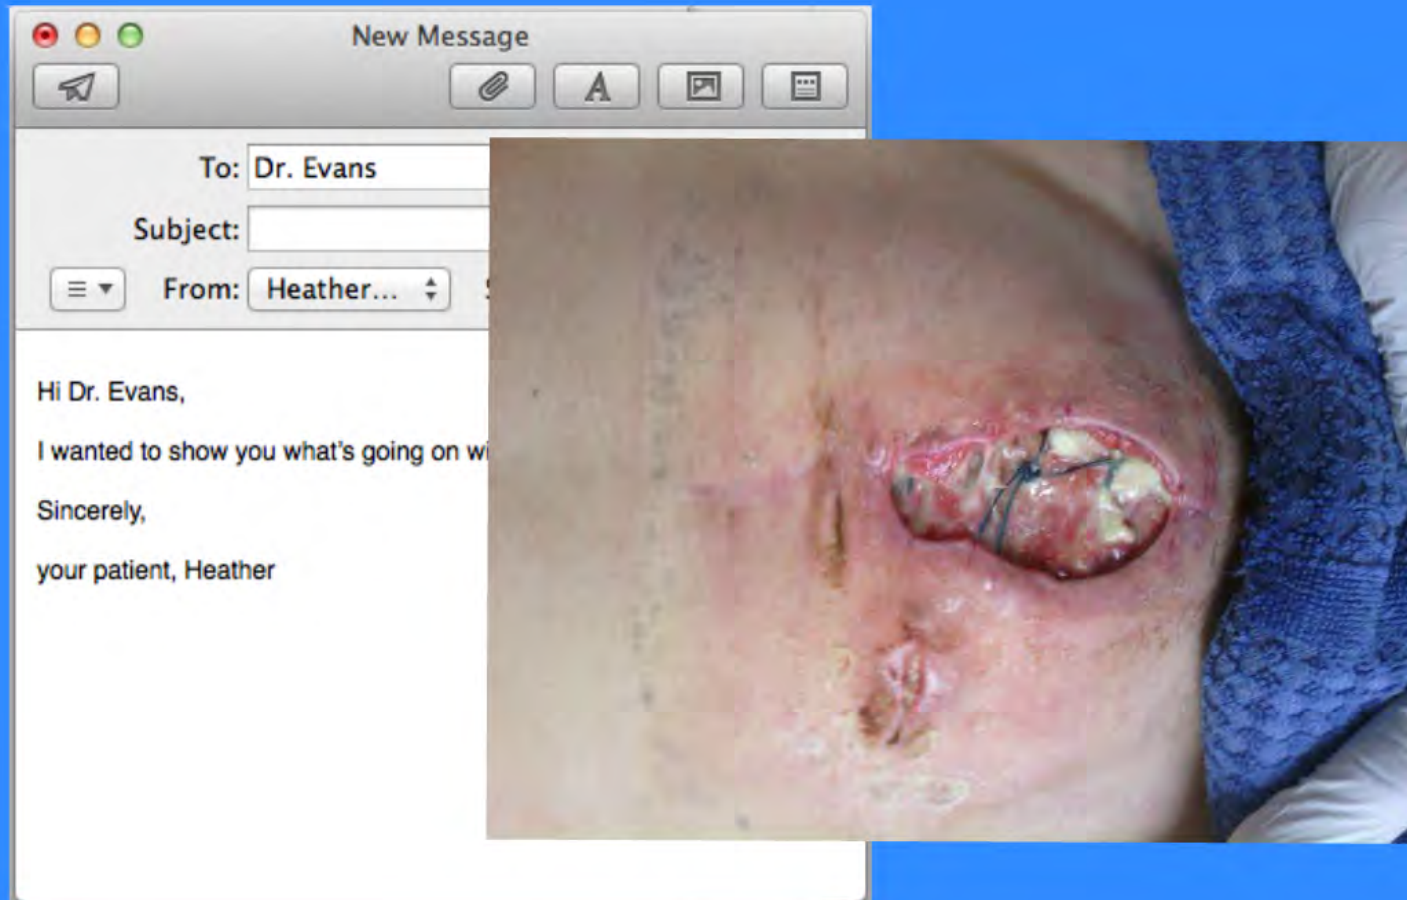 New Message
To: Dr. Evans
Subject:
From: Heather...
Hi Dr. Evans,
I wanted to show you what's going on
Sincerely,
your patient, Heather